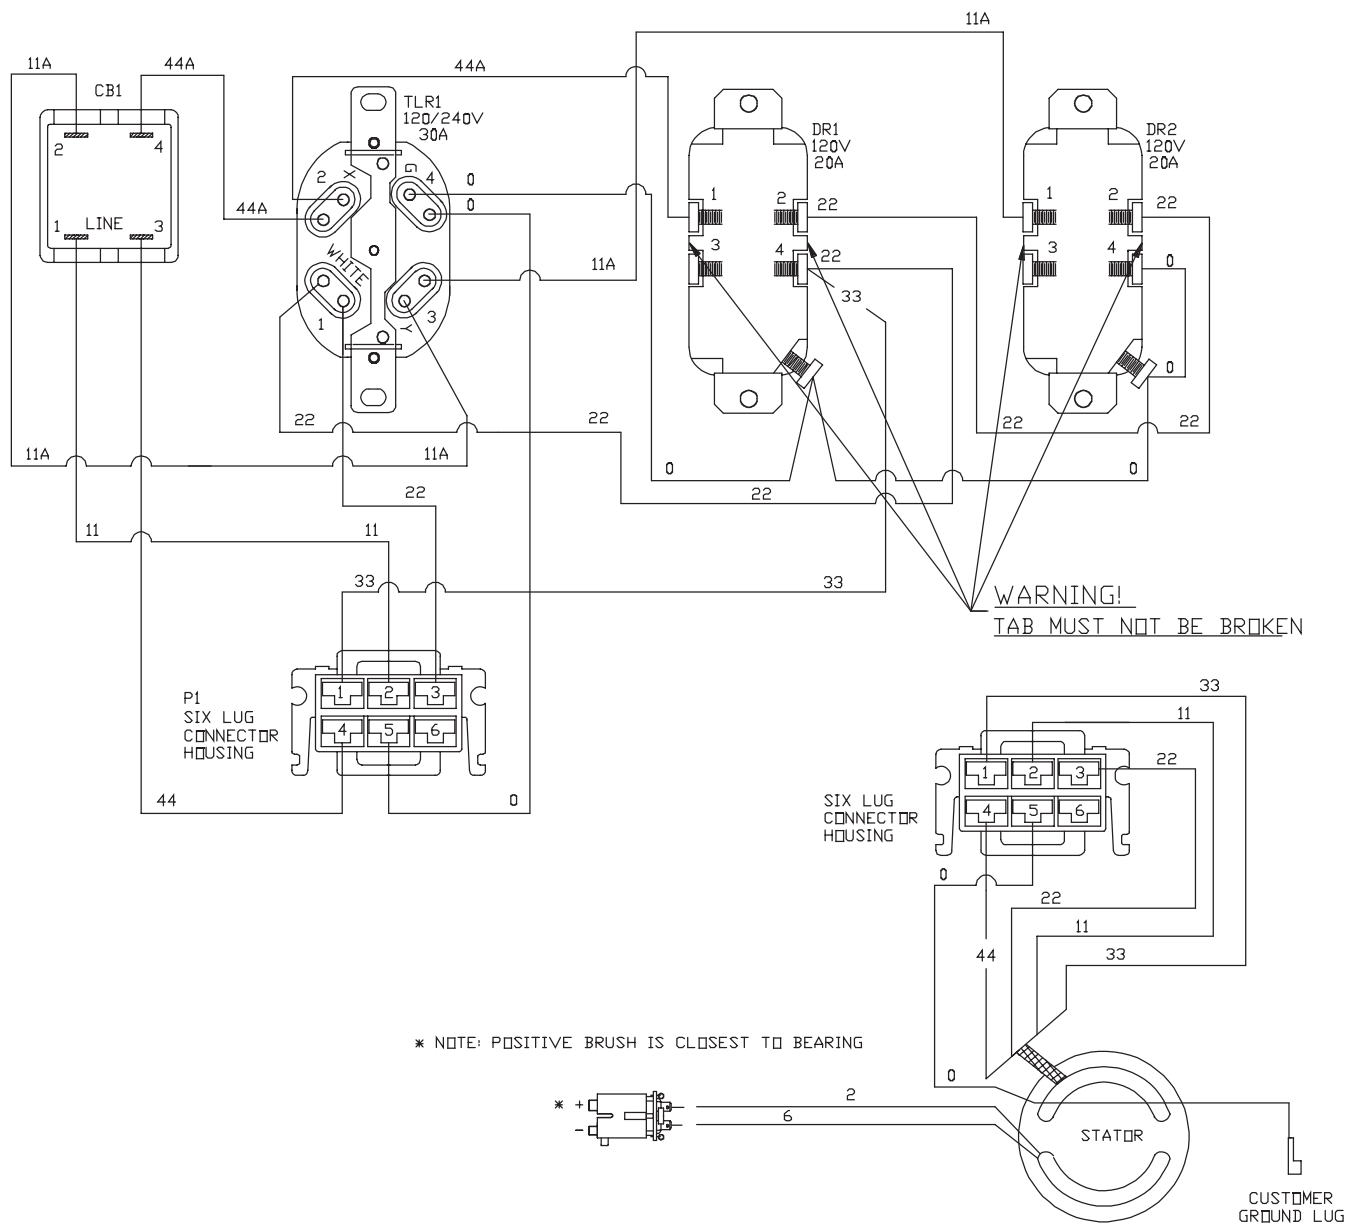 11A
44A
CB1
2
4
1
LINE
3
44A
TLR1
120/240V
30A
2
X
G
4
0
0
WHITE
1
Y
3
11A
44A
11A
DR1
120V
20A
1
2
22
3
4
22
33
DR2
120V
20A
1
2
22
3
4
0
0
22
22
22
22
11A
11A
0
0
22
22
11
11
33
33
WARNING!
TAB MUST NOT BE BROKEN
P1
SIX LUG
CONNECTOR
HOUSING
1
2
3
4
5
6
44
0
33
11
22
SIX LUG
CONNECTOR
HOUSING
1
2
3
4
5
6
0
22
11
44
33
* NOTE: POSITIVE BRUSH IS CLOSEST TO BEARING
0
* +
-
2
6
STATOR
CUSTOMER
GROUND LUG